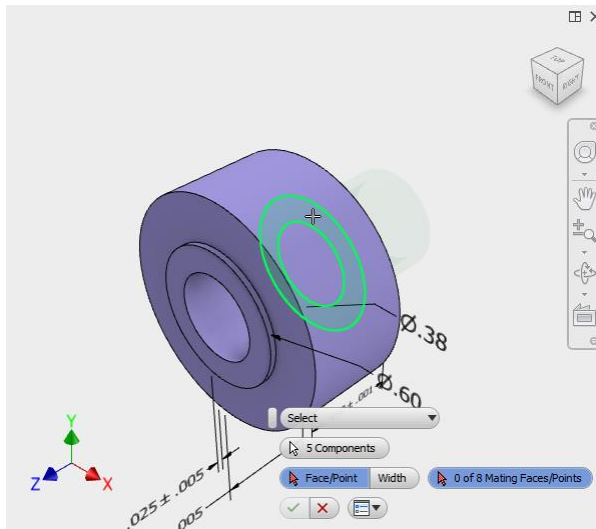 TOP
FRONT
RIGHT
Ø.38
Ø.60
±.001
.025 ± .005
.005
Select
5 Components
Face/Point Width 0 of 8 Mating Faces/Points
Y
Z X